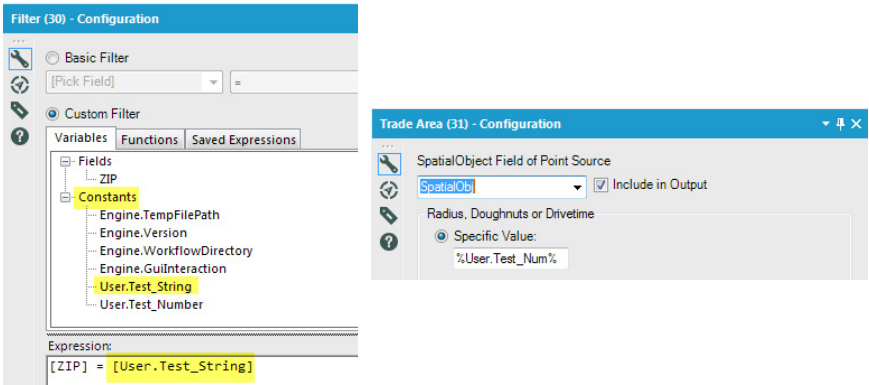 Filter (30) - Configuration
Basic Filter
[Pick Field]
=
Custom Filter
Variables
Functions
Saved Expressions
Fields
ZIP
Constants
Engine.TempFilePath
Engine.Version
Engine.WorkflowDirectory
Engine.GuiInteraction
User.Test_String
User.Test_Number
Expression:
[ZIP] = [User.Test_String]
Trade Area (31) - Configuration
SpatialObject Field of Point Source
SpatialObj
Include in Output
Radius, Doughnuts or Drivetime
Specific Value:
%User.Test_Num%